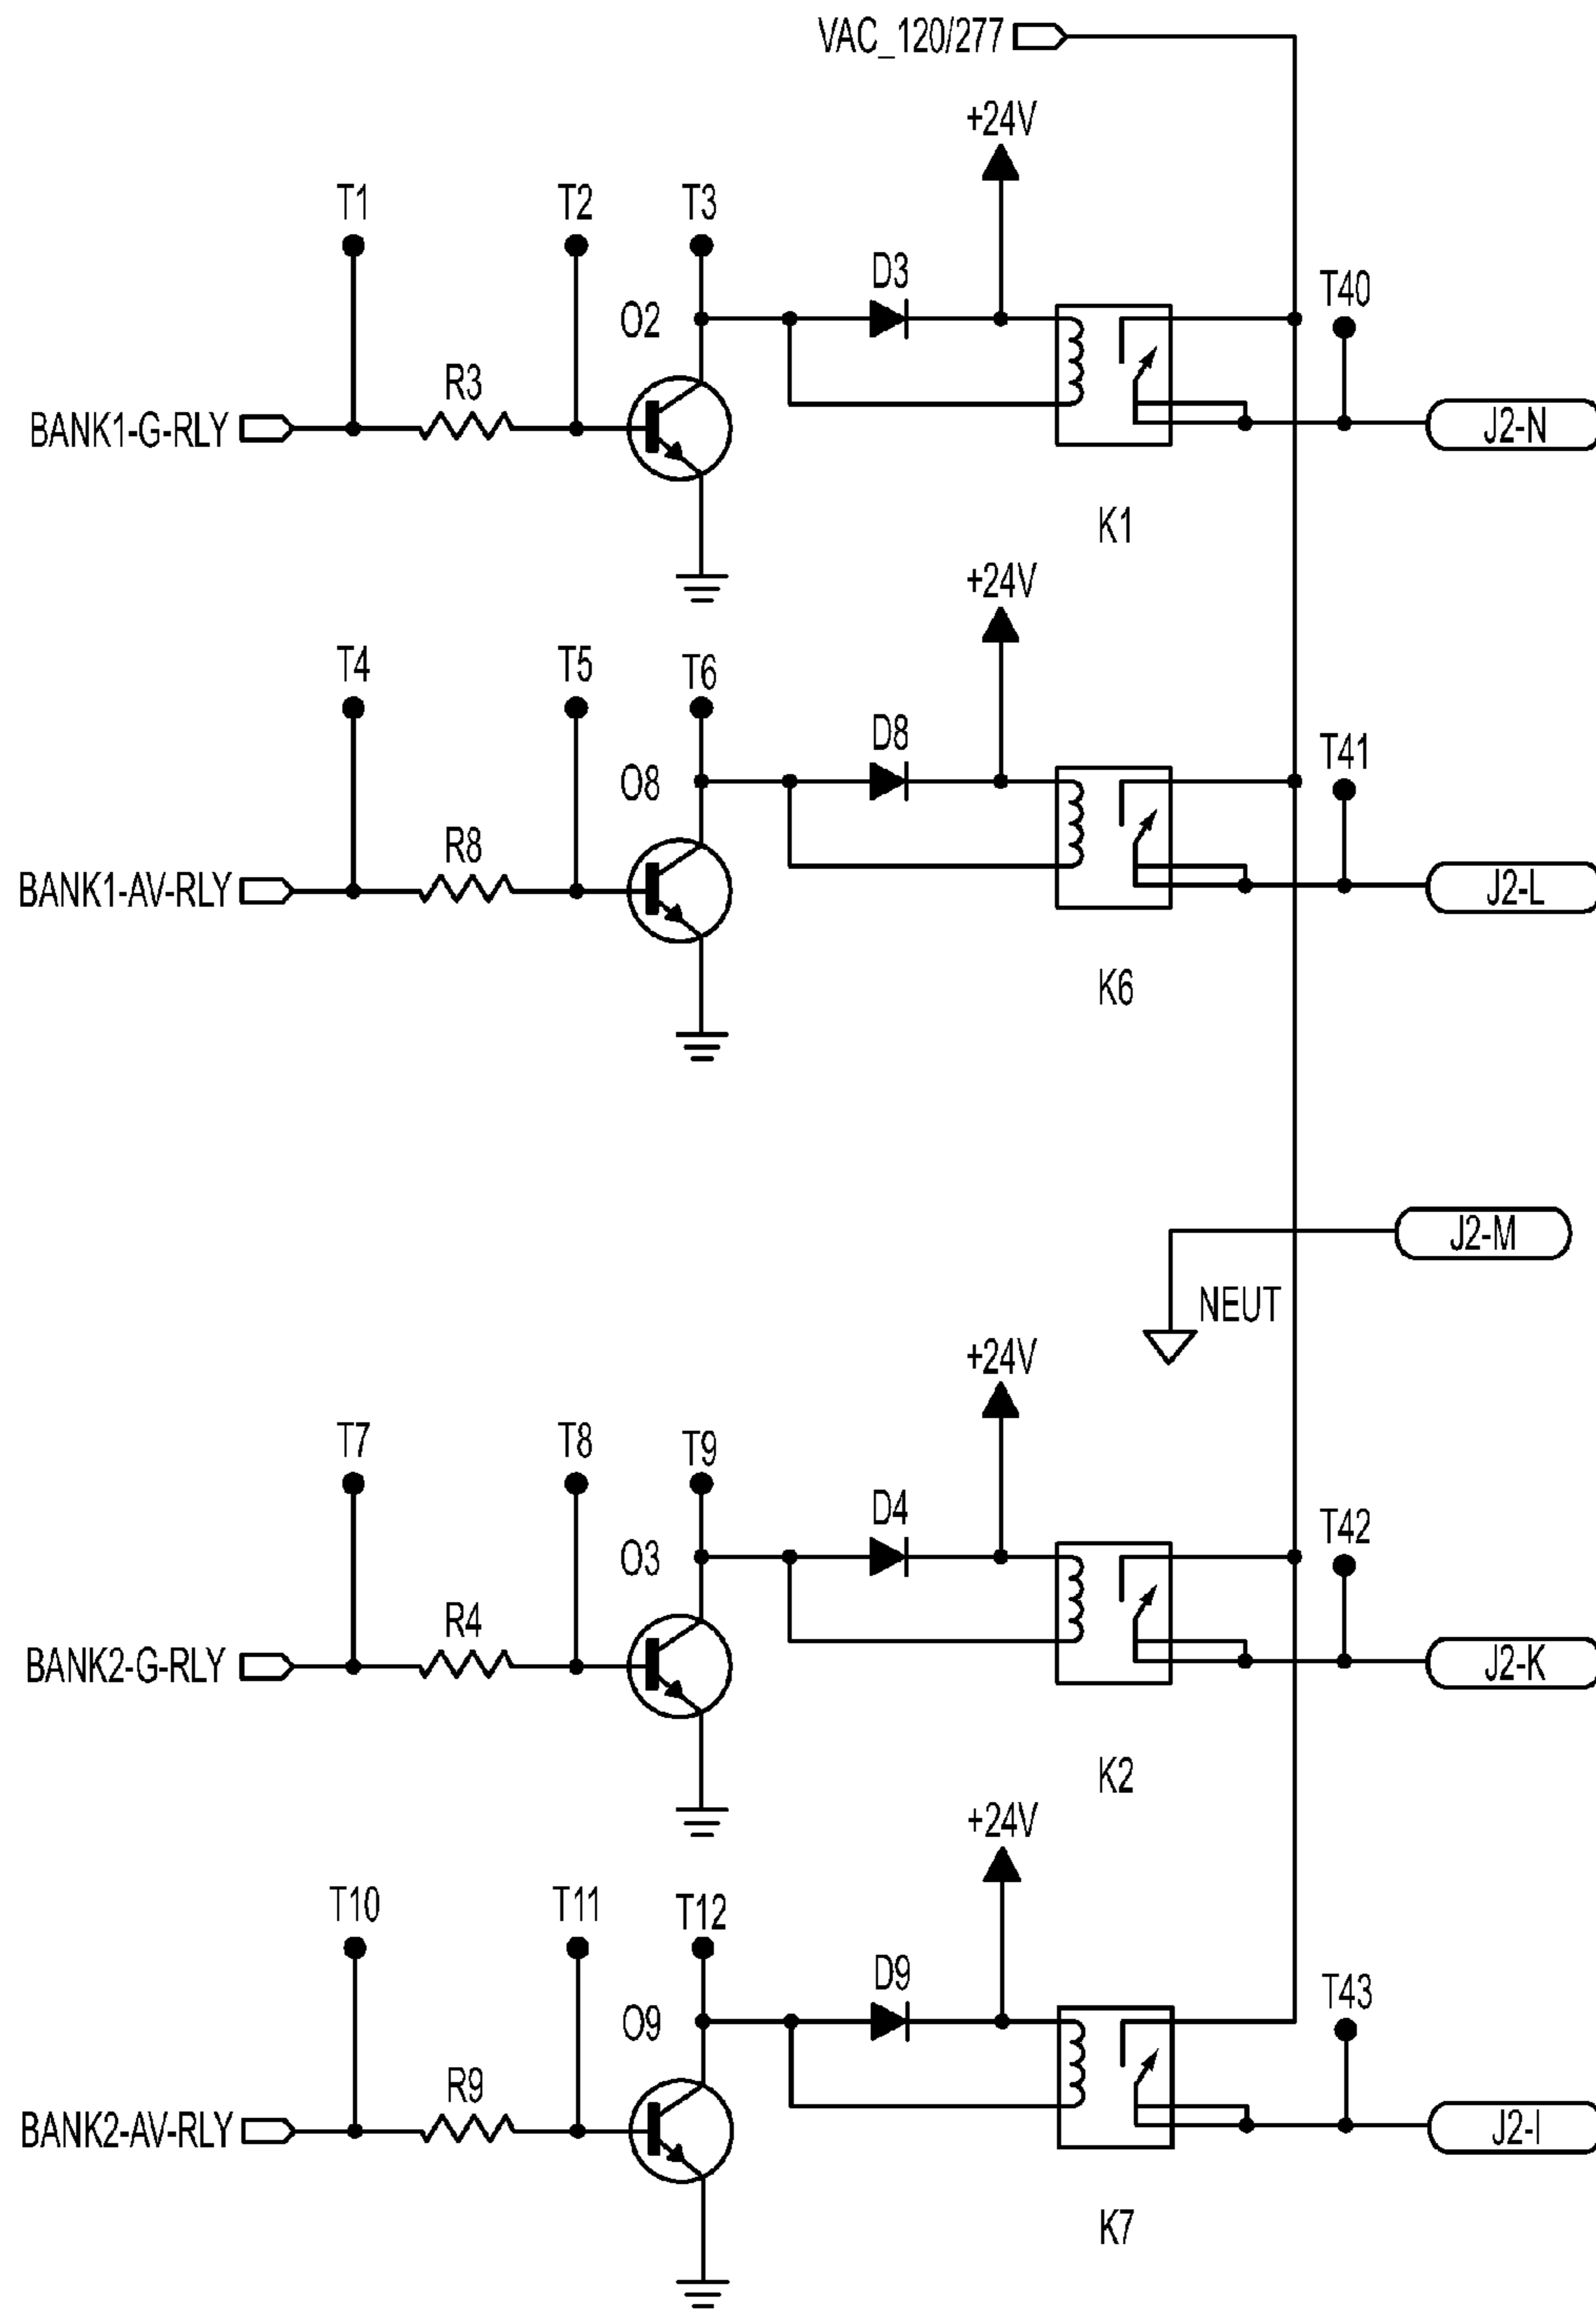 VAC_120/277
+24V
T1
T2
T3
D3
T40
O2
R3
BANK1-G-RLY
J2-N
K1
+24V
T4
T5
T6
D8
T41
O8
R8
BANK1-AV-RLY
J2-L
K6
J2-M
NEUT
+24V
T7
T8
T9
D4
T42
O3
R4
BANK2-G-RLY
J2-K
K2
+24V
T10
T11
T12
D9
T43
O9
R9
BANK2-AV-RLY
J2-I
K7